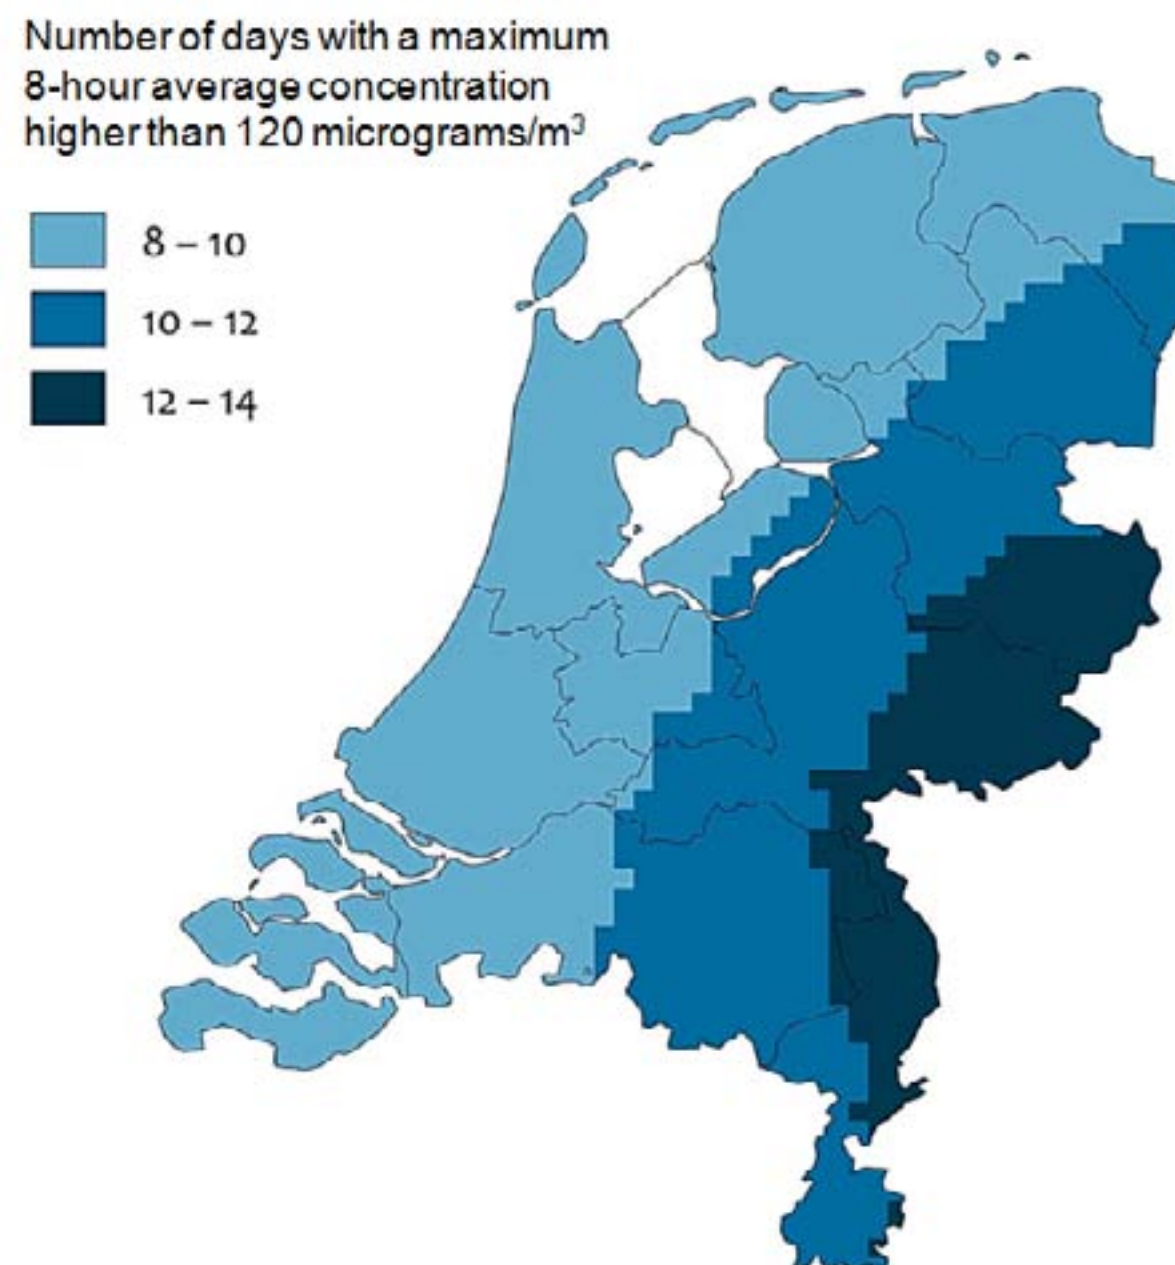 Number of days with a maximum
8-hour average concentration
higher than 120 micrograms/m³
8 – 10
10 – 12
12 – 14